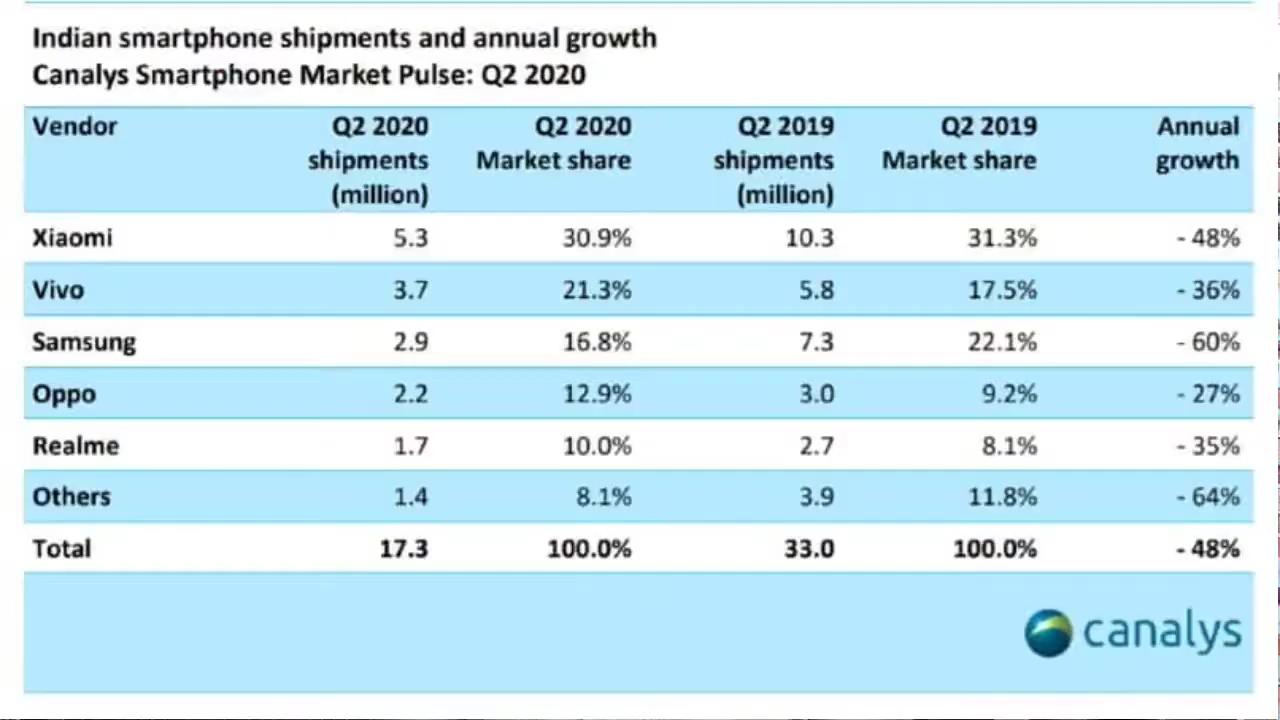 Indian smartphone shipments and annual growth
Canalys Smartphone Market Pulse: Q2 2020
Vendor Q2 2020 shipments (million) Q2 2020 Market share Q2 2019 shipments (million) Q2 2019 Market share Annual growth
Xiaomi 5.3 30.9% 10.3 31.3% - 48%
Vivo 3.7 21.3% 5.8 17.5% - 36%
Samsung 2.9 16.8% 7.3 22.1% - 60%
Oppo 2.2 12.9% 3.0 9.2% - 27%
Realme 1.7 10.0% 2.7 8.1% - 35%
Others 1.4 8.1% 3.9 11.8% - 64%
Total 17.3 100.0% 33.0 100.0% - 48%
canalys